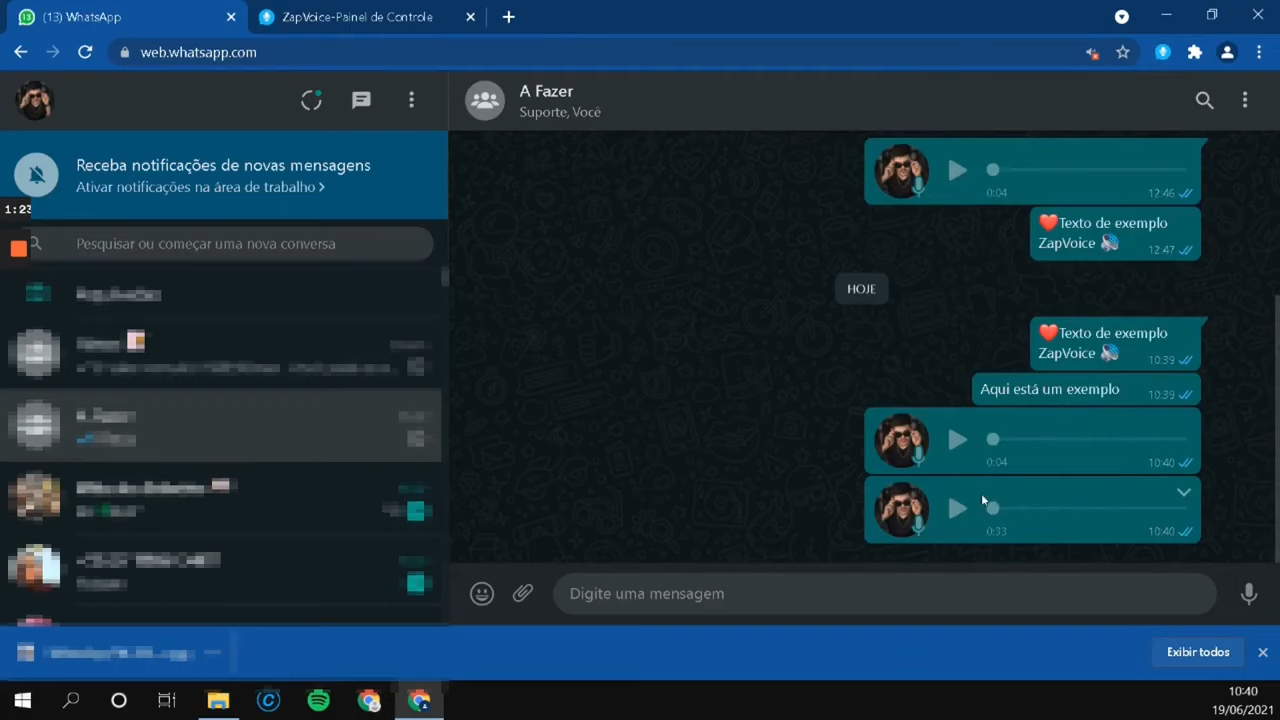 (13) WhatsApp
ZapVoice-Painel de Controle
web.whatsapp.com
A Fazer
Suporte, Você
Receba notificações de novas mensagens
Ativar notificações na área de trabalho
1:23
Pesquisar ou começar uma nova conversa
0:04 12:46
❤️Texto de exemplo
ZapVoice 🔊 12:47
HOJE
❤️Texto de exemplo
ZapVoice 🔊 10:39
Aqui está um exemplo 10:39
0:04 10:40
0:33 10:40
Digite uma mensagem
Exibir todos
10:40
19/06/2021